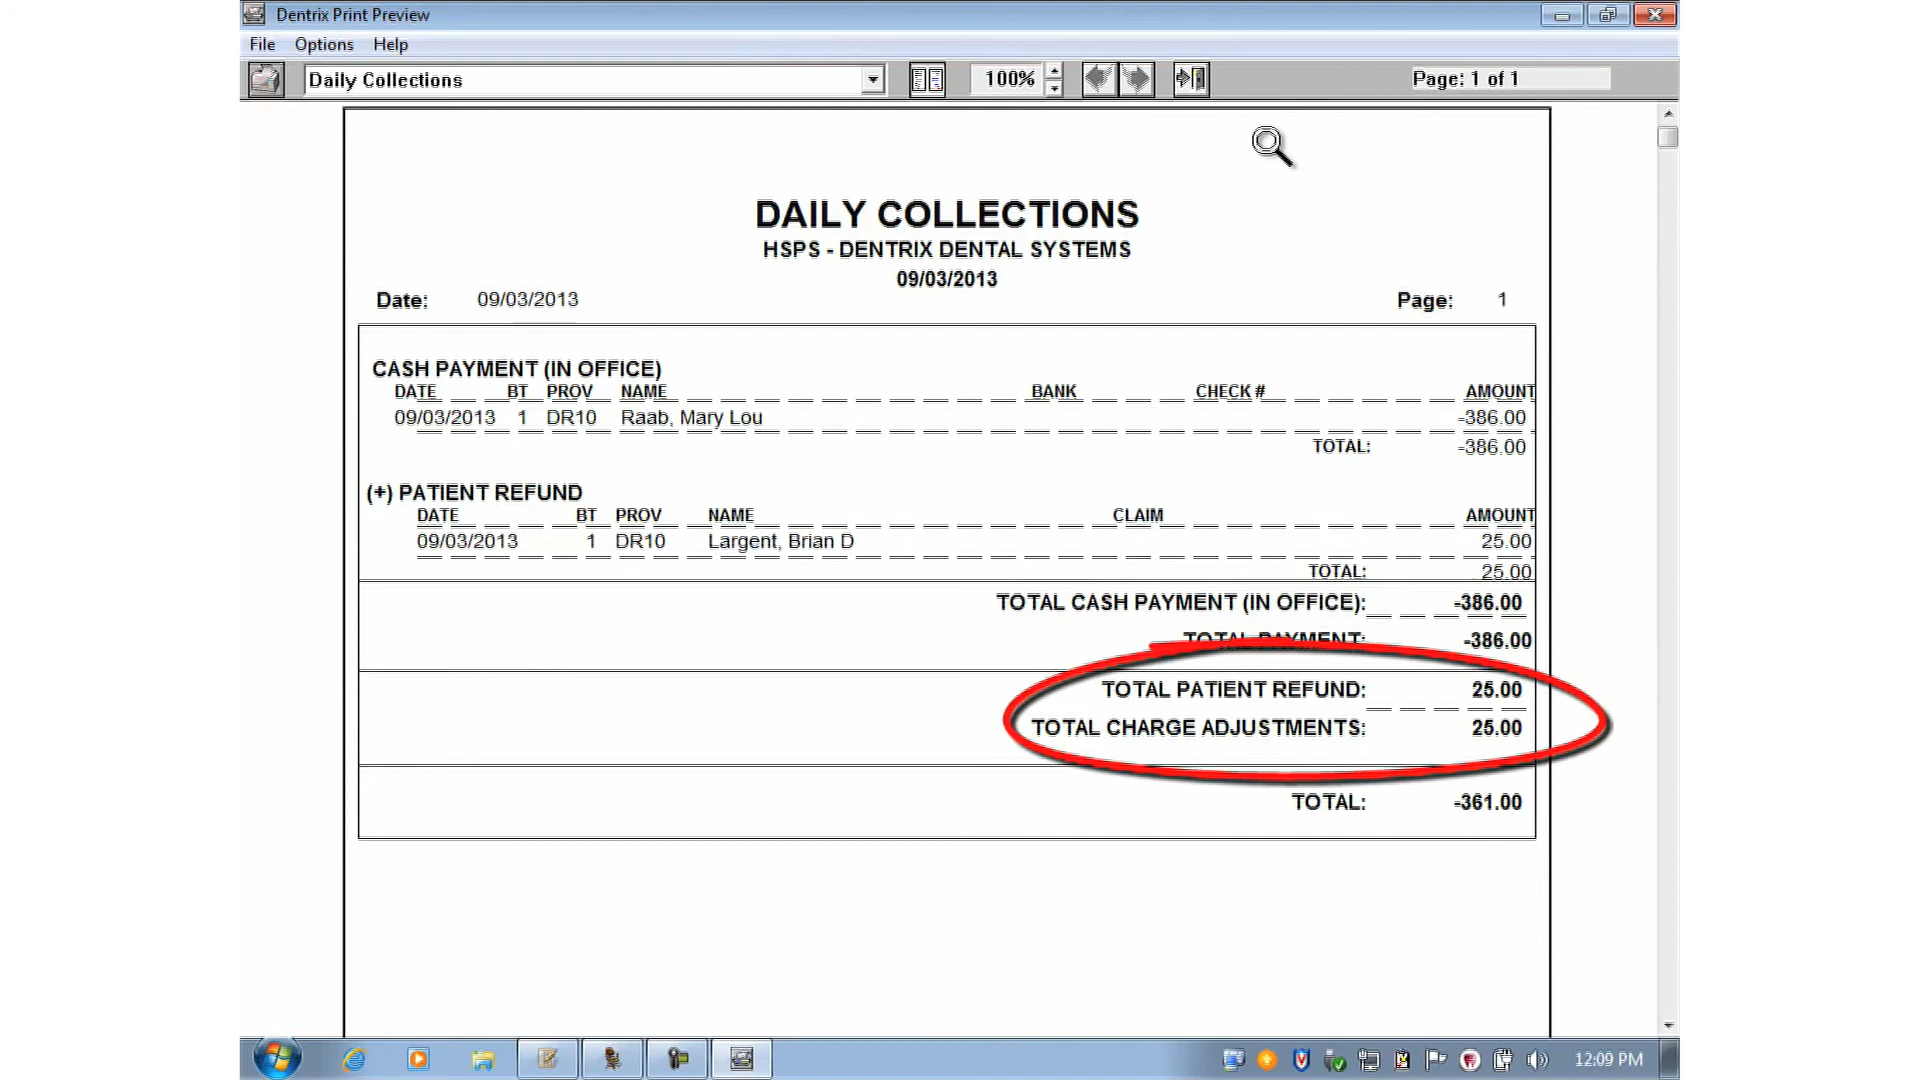 Dentrix Print Preview
File Options Help
Daily Collections 100% Page: 1 of 1
DAILY COLLECTIONS
HSPS - DENTRIX DENTAL SYSTEMS
09/03/2013
Date: 09/03/2013 Page: 1
CASH PAYMENT (IN OFFICE)
DATE BT PROV NAME BANK CHECK # AMOUNT
09/03/2013 1 DR10 Raab, Mary Lou -386.00
TOTAL: -386.00
(+) PATIENT REFUND
DATE BT PROV NAME CLAIM AMOUNT
09/03/2013 1 DR10 Largent, Brian D 25.00
TOTAL: 25.00
TOTAL CASH PAYMENT (IN OFFICE): -386.00
TOTAL PAYMENT: -386.00
TOTAL PATIENT REFUND: 25.00
TOTAL CHARGE ADJUSTMENTS: 25.00
TOTAL: -361.00
12:09 PM